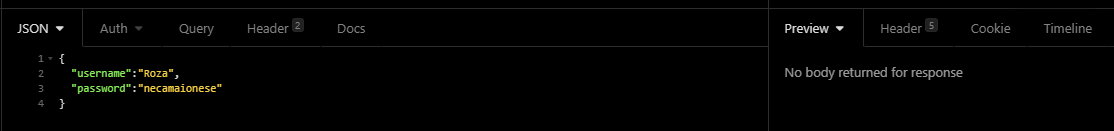 JSON Auth Query Header 2 Docs
Preview Header 5 Cookie Timeline
1 {
2 "username":"Roza",
3 "password":"necamaionese"
4 }
No body returned for response